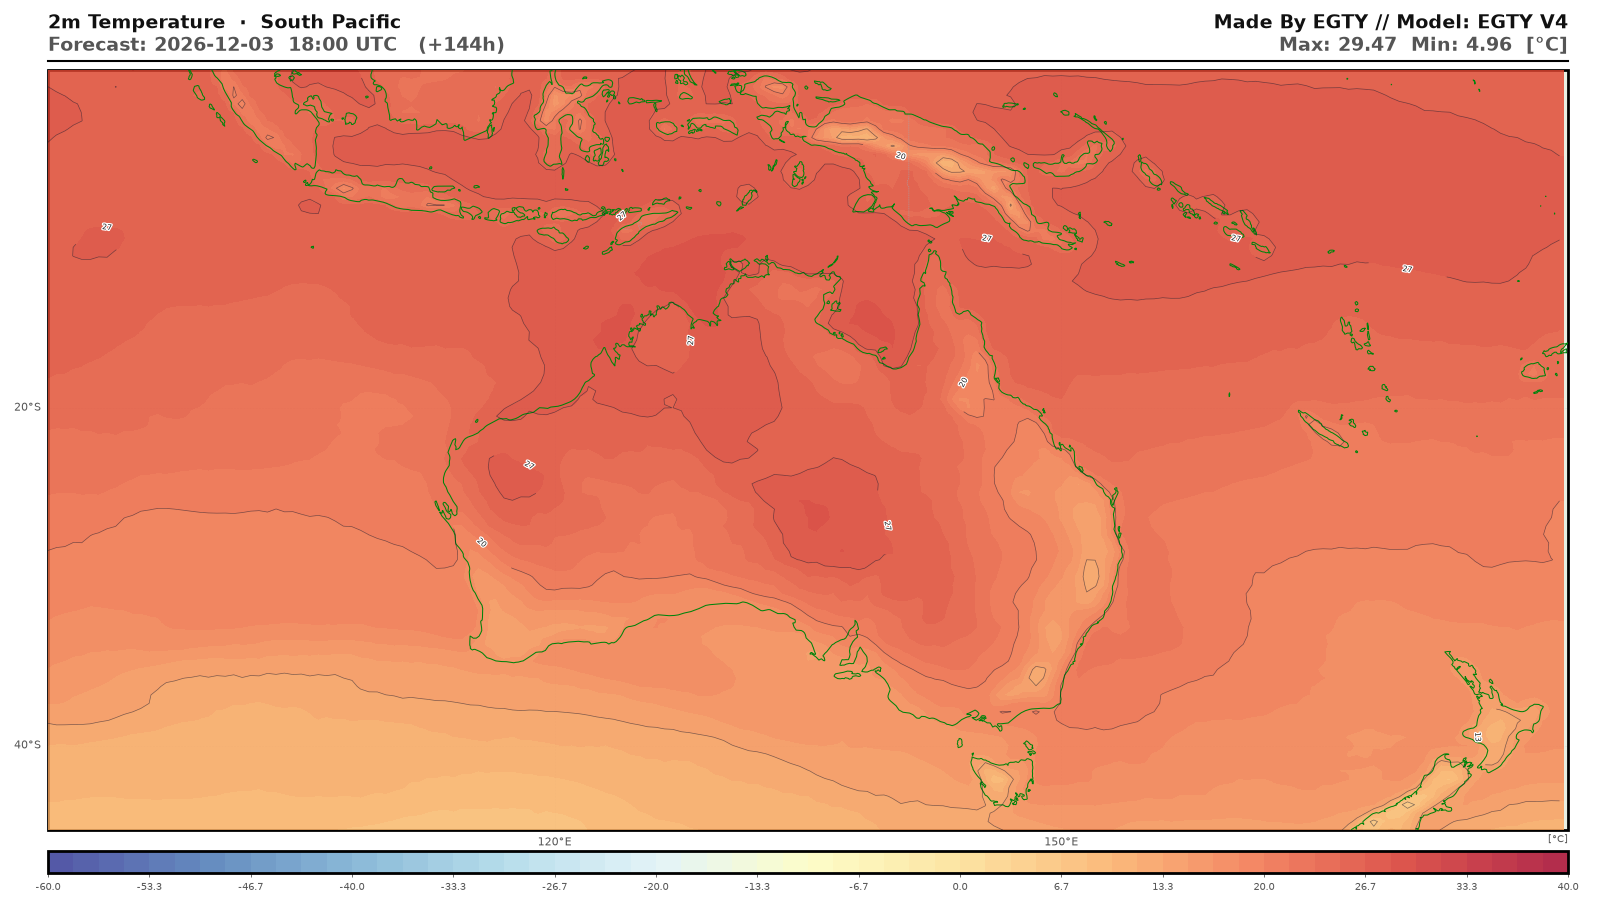 2m Temperature · South Pacific
Made By EGTY // Model: EGTY V4
Forecast: 2026-12-03 18:00 UTC (+144h)
Max: 29.47 Min: 4.96 [°C]
20
27
27
27
27
27
27
20
20°S
27
20
27
13
40°S
120°E
150°E
[°C]
-60.0 -53.3 -46.7 -40.0 -33.3 -26.7 -20.0 -13.3 -6.7 0.0 6.7 13.3 20.0 26.7 33.3 40.0